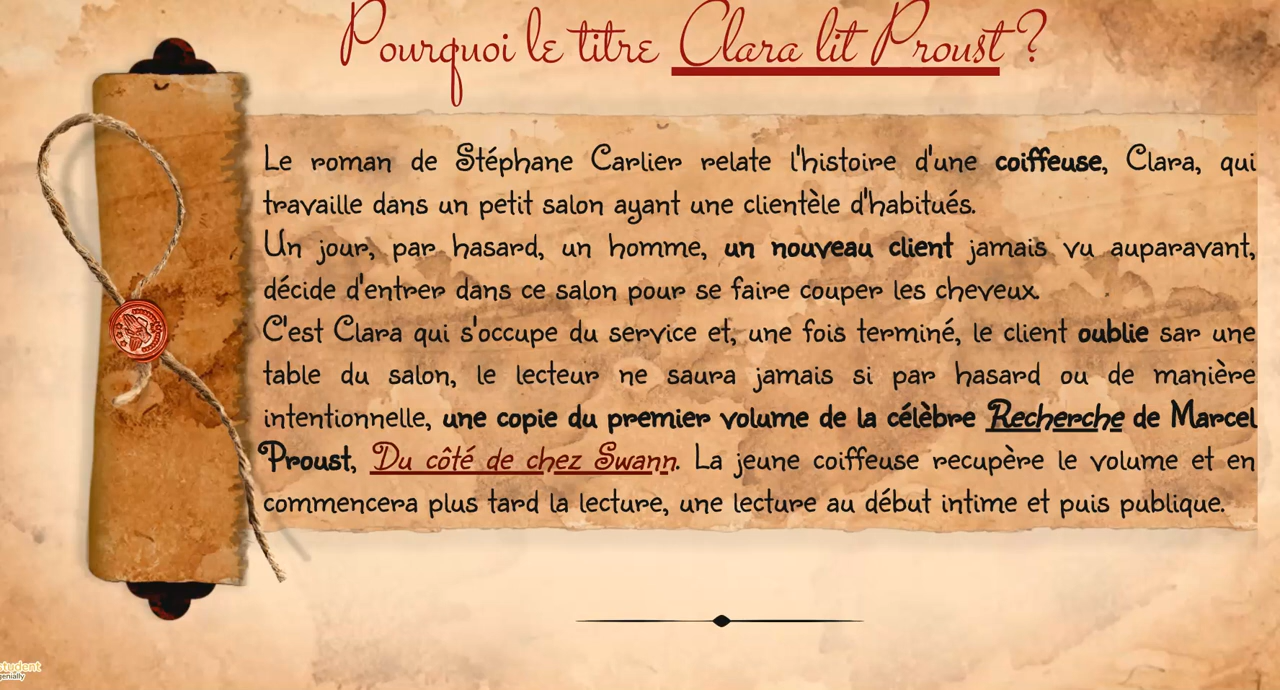 Pourquoi le titre Clara lit Proust ?
Le roman de Stéphane Carlier relate l'histoire d'une coiffeuse, Clara, qui
travaille dans un petit salon ayant une clientèle d'habitués.
Un jour, par hasard, un homme, un nouveau client jamais vu auparavant,
décide d'entrer dans ce salon pour se faire couper les cheveux.
C'est Clara qui s'occupe du service et, une fois terminé, le client oublie sar une
table du salon, le lecteur ne saura jamais si par hasard ou de manière
intentionnelle, une copie du premier volume de la célèbre Recherche de Marcel
Proust, Du côté de chez Swann. La jeune coiffeuse recupère le volume et en
commencera plus tard la lecture, une lecture au début intime et puis publique.
student
genially